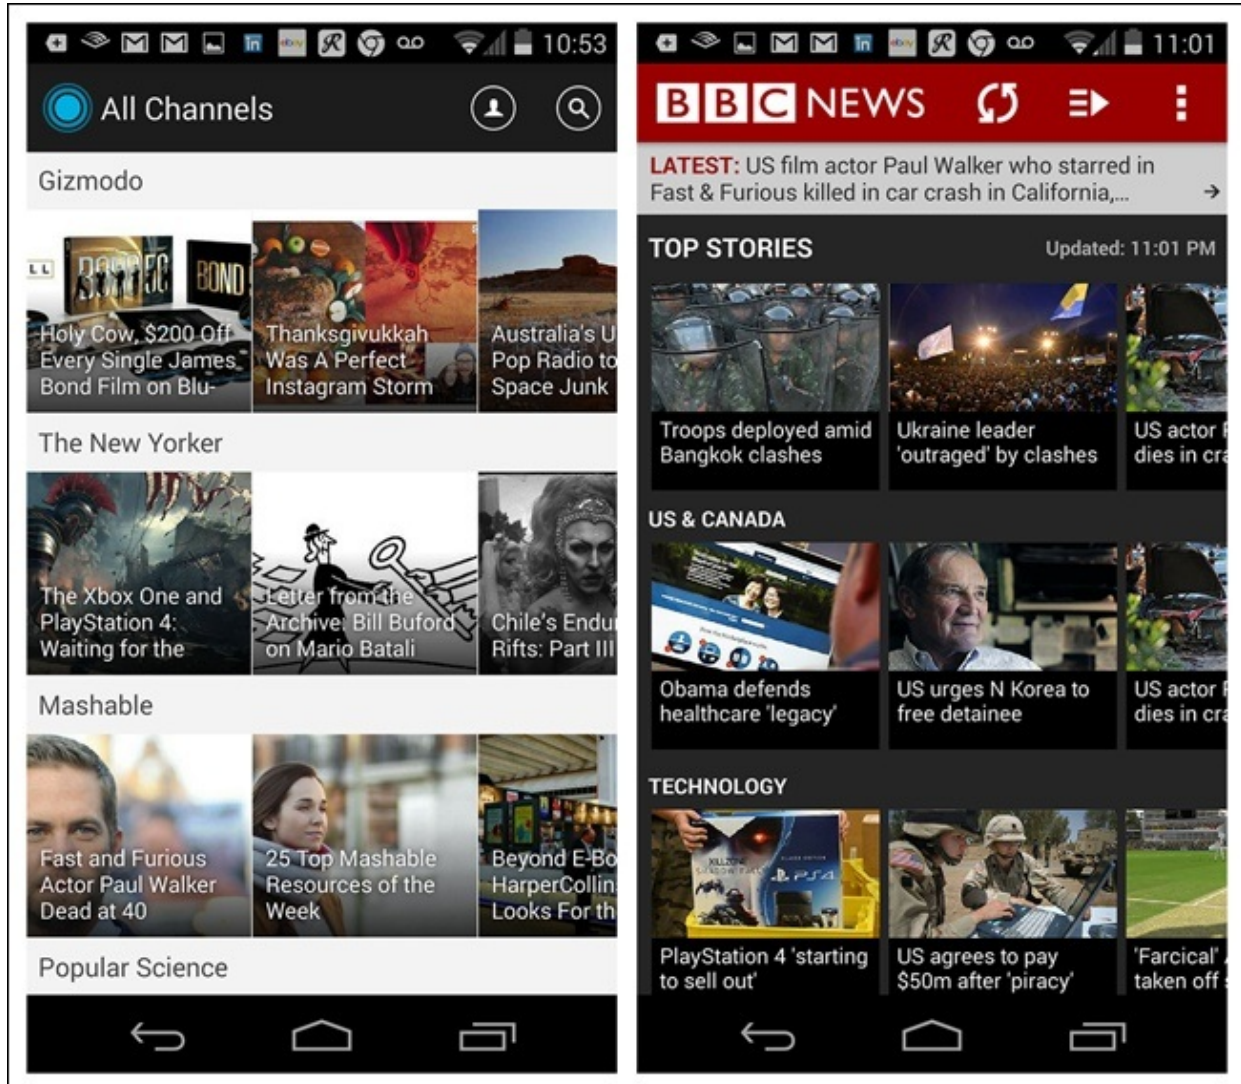 10:53
All Channels
Gizmodo
Holy Cow, $200 Off
Every Single James
Bond Film on Blu-
Thanksgivukkah
Was A Perfect
Instagram Storm
Australia's U
Pop Radio to
Space Junk
The New Yorker
The Xbox One and
PlayStation 4:
Waiting for the
Letter from the
Archive: Bill Buford
on Mario Batali
Chile's Endu
Rifts: Part III
Mashable
Fast and Furious
Actor Paul Walker
Dead at 40
25 Top Mashable
Resources of the
Week
Beyond E-Bo
HarperCollin
Looks For th
Popular Science
11:01
BBC NEWS
LATEST: US film actor Paul Walker who starred in
Fast & Furious killed in car crash in California,...
TOP STORIES
Updated: 11:01 PM
Troops deployed amid
Bangkok clashes
Ukraine leader
'outraged' by clashes
US actor
dies in cra
US & CANADA
Obama defends
healthcare 'legacy'
US urges N Korea to
free detainee
US actor
dies in cra
TECHNOLOGY
KILLZONE
SHADOW FALL
PS4
PlayStation 4 'starting
to sell out'
US agrees to pay
$50m after 'piracy'
'Farcical'
taken off